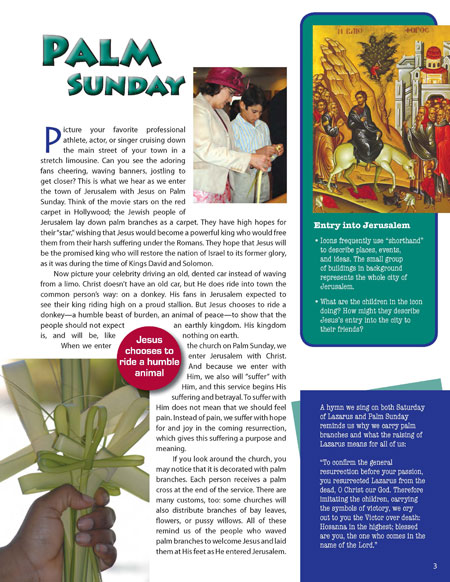 PALM
SUNDAY
Picture your favorite professional
athlete, actor, or singer cruising down
the main street of your town in a
stretch limousine. Can you see the adoring
fans cheering, waving banners, jostling to
get closer? This is what we hear as we enter
the town of Jerusalem with Jesus on Palm
Sunday. Think of the movie stars on the red
carpet in Hollywood; the Jewish people of
Jerusalem lay down palm branches as a carpet. They have high hopes for
their “star,” wishing that Jesus would become a powerful king who would free
them from their harsh suffering under the Romans. They hope that Jesus will
be the promised king who will restore the nation of Israel to its former glory,
as it was during the time of Kings David and Solomon.
Now picture your celebrity driving an old, dented car instead of waving
from a limo. Christ doesn’t have an old car, but He does ride into town the
common person’s way: on a donkey. His fans in Jerusalem expected to
see their king riding high on a proud stallion. But Jesus chooses to ride a
donkey—a humble beast of burden, an animal of peace—to show that the
people should not expect an earthly kingdom. His kingdom
is, and will be, like nothing on earth.
When we enter the church on Palm Sunday, we
enter Jerusalem with Christ.
And because we enter with
Him, we also will “suffer” with
Him, and this service begins His
suffering and betrayal. To suffer with
Him does not mean that we should feel
pain. Instead of pain, we suffer with hope
for and joy in the coming resurrection,
which gives this suffering a purpose and
meaning.
If you look around the church, you
may notice that it is decorated with palm
branches. Each person receives a palm
cross at the end of the service. There are
many customs, too: some churches will
also distribute branches of bay leaves,
flowers, or pussy willows. All of these
remind us of the people who waved
palm branches to welcome Jesus and laid
them at His feet as He entered Jerusalem.
Jesus
chooses to
ride a humble
animal
Entry into Jerusalem
• Icons frequently use “shorthand”
to describe places, events,
and ideas. The small group
of buildings in background
represents the whole city of
Jerusalem.
• What are the children in the icon
doing? How might they describe
Jesus’s entry into the city to
their friends?
A hymn we sing on both Saturday
of Lazarus and Palm Sunday
reminds us why we carry palm
branches and what the raising of
Lazarus means for all of us:
“To confirm the general
resurrection before your passion,
you resurrected Lazarus from the
dead, O Christ our God. Therefore
imitating the children, carrying
the symbols of victory, we cry
out to you the Victor over death:
Hosanna in the highest; blessed
are you, the one who comes in the
name of the Lord.”
3